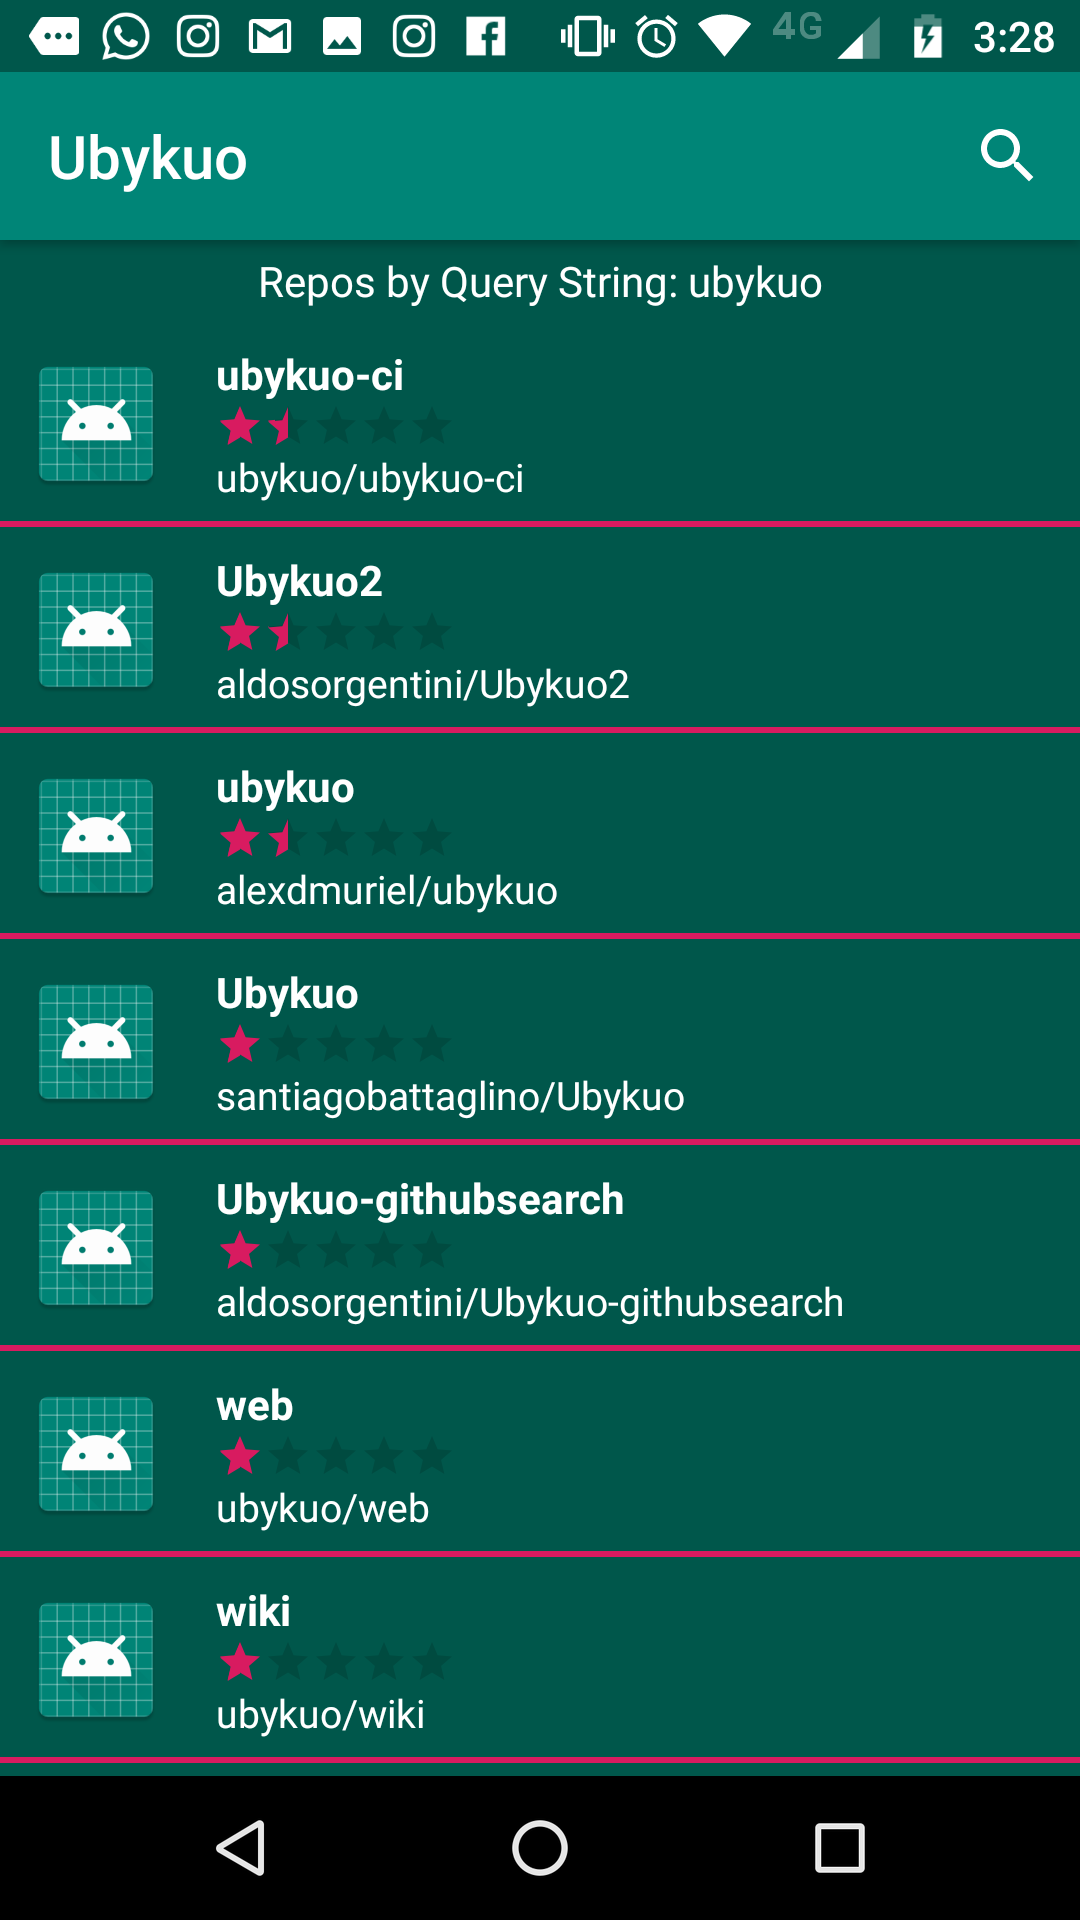 4G 3:28
Ubykuo
Repos by Query String: ubykuo
ubykuo-ci
ubykuo/ubykuo-ci
Ubykuo2
aldosorgentini/Ubykuo2
ubykuo
alexdmuriel/ubykuo
Ubykuo
santiagobattaglino/Ubykuo
Ubykuo-githubsearch
aldosorgentini/Ubykuo-githubsearch
web
ubykuo/web
wiki
ubykuo/wiki